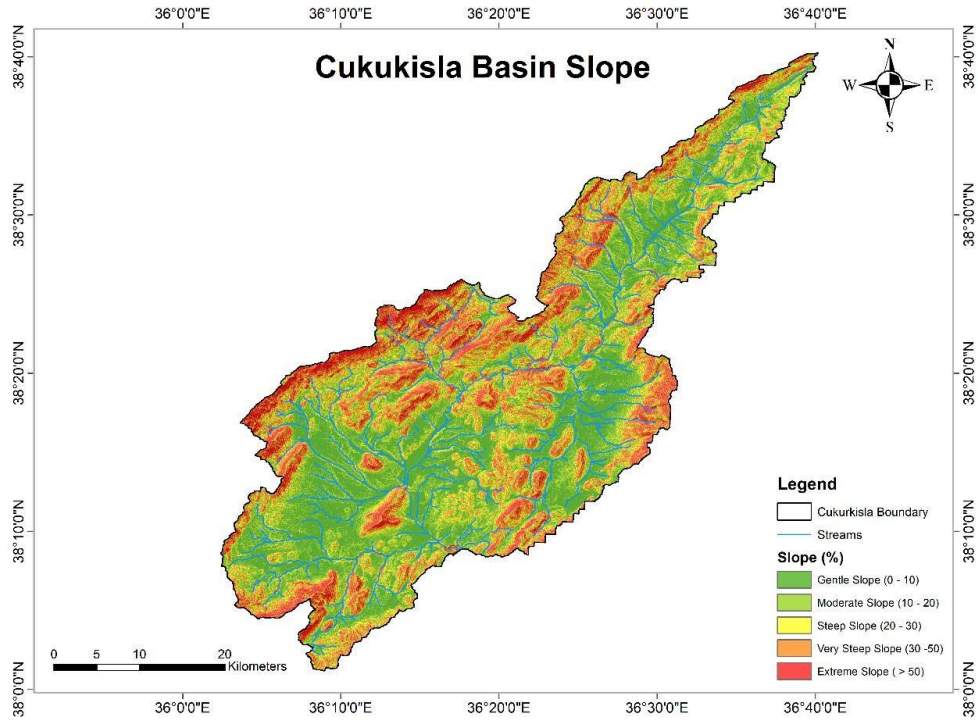 36°0'0"E 36°10'0"E 36°20'0"E 36°30'0"E 36°40'0"E
Cukukisla Basin Slope
N
W E
S
38°40'0"N 38°40'0"N
38°30'0"N 38°30'0"N
38°20'0"N 38°20'0"N
38°10'0"N 38°10'0"N
38°0'0"N 38°0'0"N
Legend
Cukurkisla Boundary
Streams
Slope (%)
Gentle Slope (0 - 10)
Moderate Slope (10 - 20)
Steep Slope (20 - 30)
Very Steep Slope (30 -50)
Extreme Slope ( > 50)
0 5 10 20
Kilometers
36°0'0"E 36°10'0"E 36°20'0"E 36°30'0"E 36°40'0"E